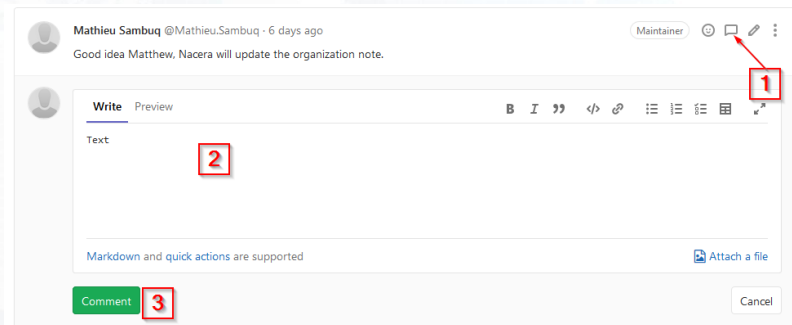 Mathieu Sambuq @Mathieu.Sambuq · 6 days ago Maintainer
Good idea Matthew, Nacera will update the organization note.
1
Write Preview B I
Text
2
Markdown and quick actions are supported Attach a file
Comment 3 Cancel